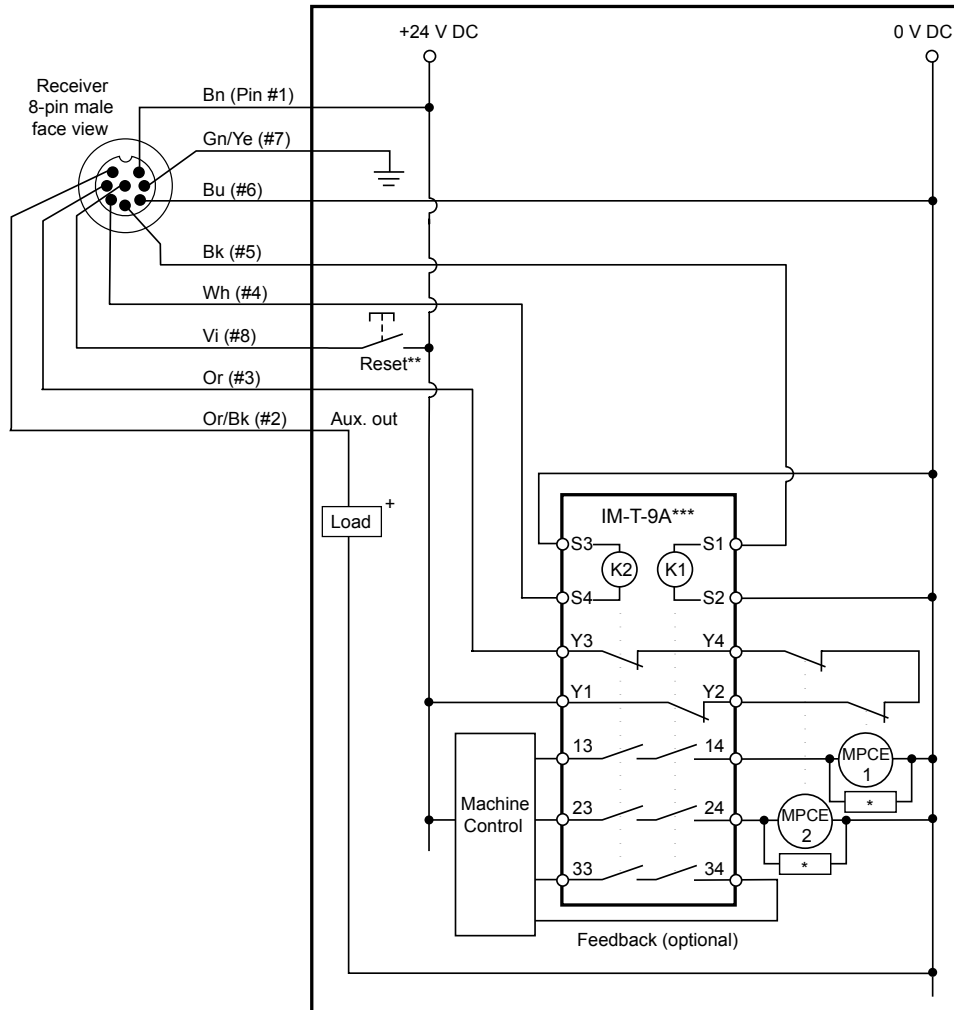 +24 V DC
0 V DC
Receiver
8-pin male
face view
Bn (Pin #1)
Gn/Ye (#7)
Bu (#6)
Bk (#5)
Wh (#4)
Vi (#8)
Reset**
Or (#3)
Or/Bk (#2)
Aux. out
+
Load
IM-T-9A***
S3
S1
K2
K1
S4
S2
Y3
Y4
Y1
Y2
13
14
MPCE
1
*
Machine
Control
23
24
MPCE
2
*
33
34
Feedback (optional)